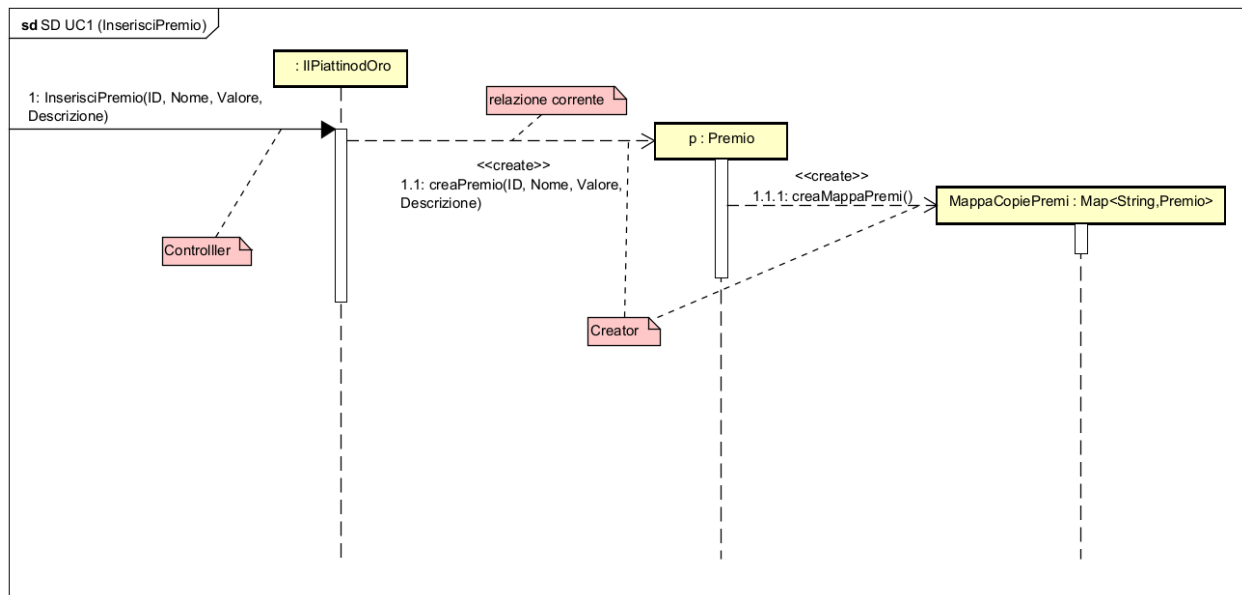 sd SD UC1 (InserisciPremio)
: IlPiattinodOro
1: InserisciPremio(ID, Nome, Valore,
Descrizione)
relazione corrente
p : Premio
<<create>>
1.1: creaPremio(ID, Nome, Valore,
Descrizione)
<<create>>
1.1.1: creaMappaPremi()
MappaCopiePremi : Map<String,Premio>
Controlller
Creator